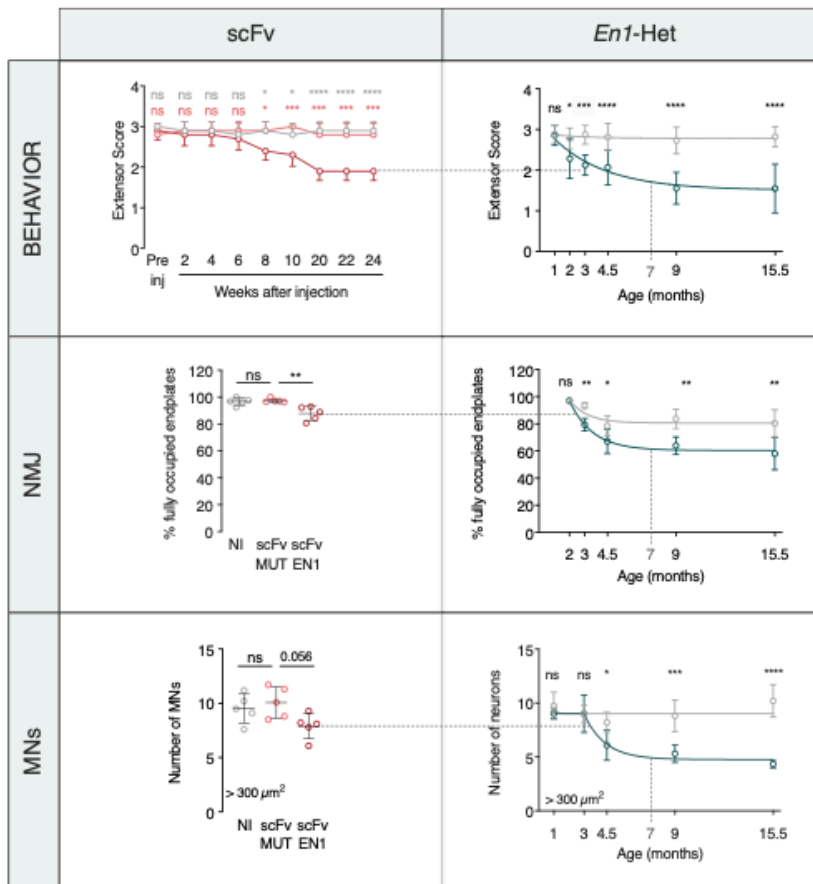 scFv
En1-Het
BEHAVIOR
Extensor Score
4
3
2
1
0
ns ns ns ns * * **** **** ****
ns ns ns ns * *** *** *** ***
Pre inj 2 4 6 8 10 20 22 24
Weeks after injection
Extensor Score
4
3
2
1
0
ns * *** **** **** ****
1 2 3 4.5 7 9 15.5
Age (months)
NMJ
% fully occupied endplates
120
100
80
60
40
20
0
ns **
NI scFv scFv
MUT EN1
% fully occupied endplates
120
100
80
60
40
20
0
ns ** * ** **
2 3 4.5 7 9 15.5
Age (months)
MNs
Number of MNs
15
10
5
0
ns 0.056
> 300 µm²
NI scFv scFv
MUT EN1
Number of neurons
15
10
5
0
ns ns * *** ****
> 300 µm²
1 3 4.5 7 9 15.5
Age (months)